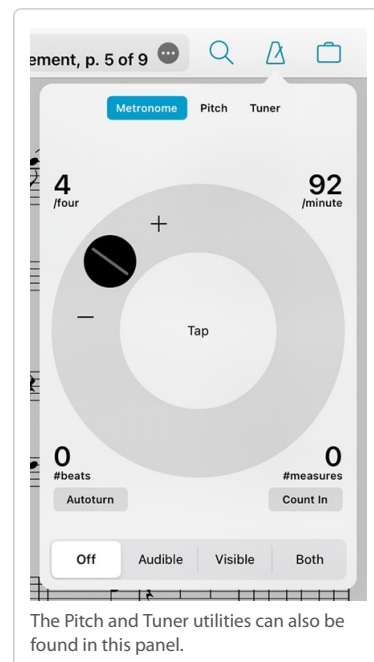 ement, p. 5 of 9
Metronome Pitch Tuner
4 92
/four /minute
+
−
Tap
0 0
#beats #measures
Autoturn Count In
Off Audible Visible Both
The Pitch and Tuner utilities can also be
found in this panel.